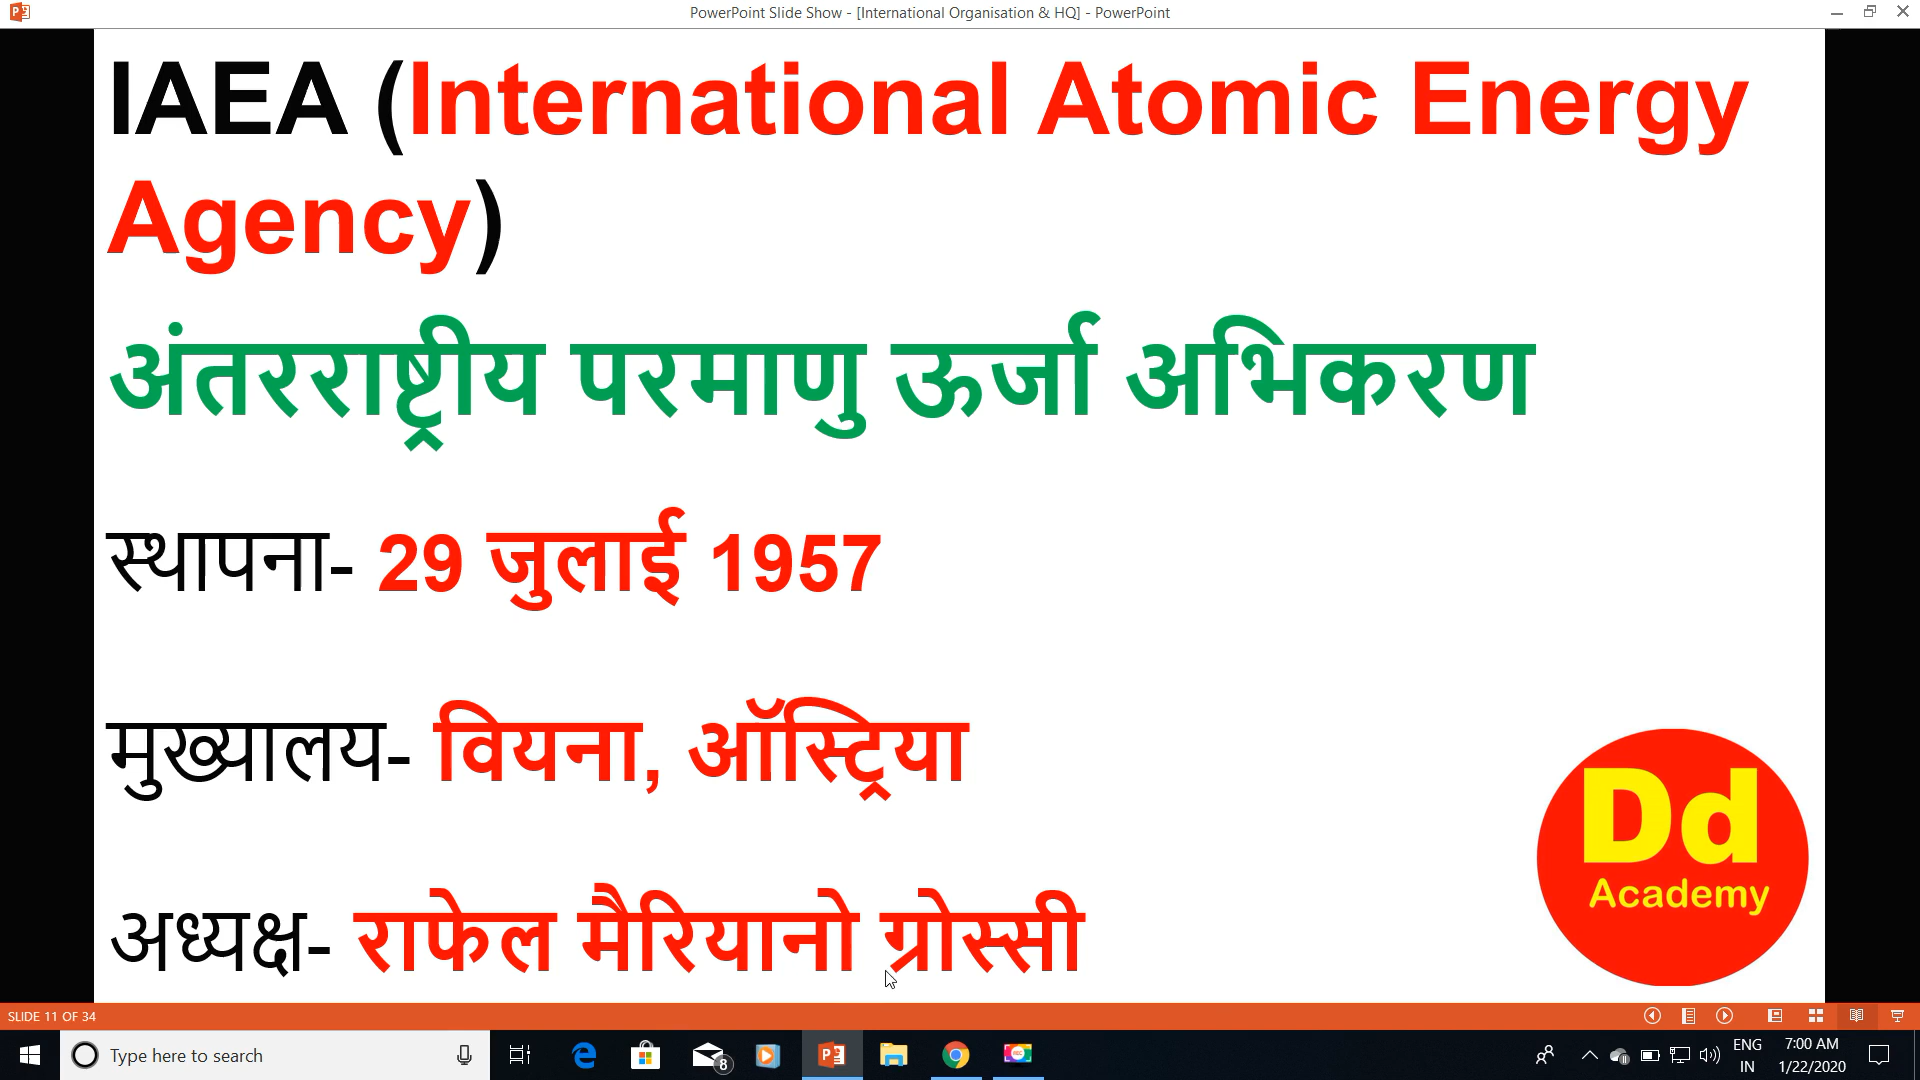 PowerPoint Slide Show - [International Organisation & HQ] - PowerPoint
IAEA (International Atomic Energy
Agency)
अंतरराष्ट्रीय परमाणु ऊर्जा अभिकरण
स्थापना- 29 जुलाई 1957
मुख्यालय- वियना, ऑस्ट्रिया
अध्यक्ष- राफेल मैरियानो ग्रोस्सी
Dd
Academy
SLIDE 11 OF 34
Type here to search
8
ENG
IN
7:00 AM
1/22/2020